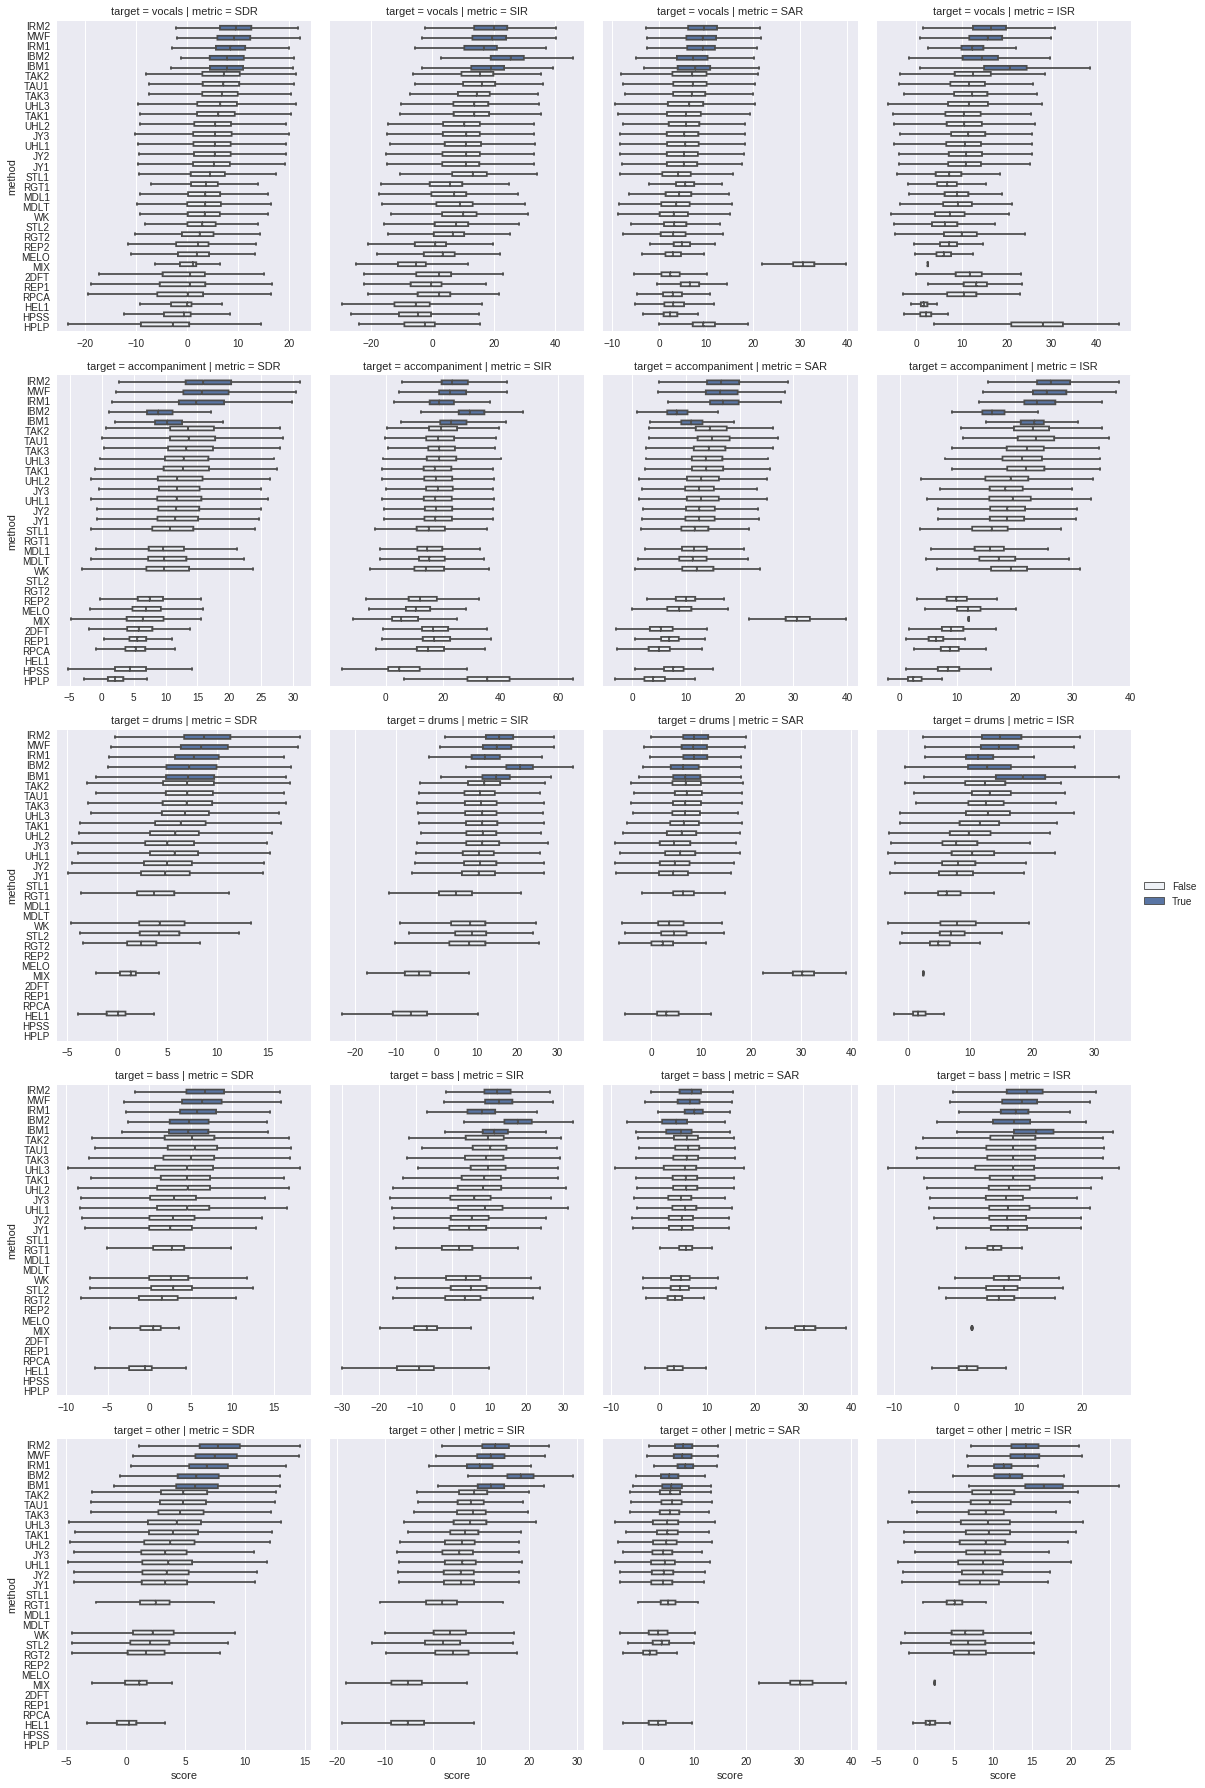 target = vocals | metric = SDR
target = vocals | metric = SIR
target = vocals | metric = SAR
target = vocals | metric = ISR
method
IRM2
MWF
IRM1
IBM2
IBM1
TAK2
TAU1
TAK3
UHL3
TAK1
UHL2
JY3
UHL1
JY2
JY1
STL1
RGT1
MDL1
MDLT
WK
STL2
RGT2
REP2
MELO
MIX
2DFT
REP1
RPCA
HEL1
HPSS
HPLP
−20 −10 0 10 20
−20 0 20 40
−10 0 10 20 30 40
0 10 20 30 40
target = accompaniment | metric = SDR
target = accompaniment | metric = SIR
target = accompaniment | metric = SAR
target = accompaniment | metric = ISR
method
IRM2
MWF
IRM1
IBM2
IBM1
TAK2
TAU1
TAK3
UHL3
TAK1
UHL2
JY3
UHL1
JY2
JY1
STL1
RGT1
MDL1
MDLT
WK
STL2
RGT2
REP2
MELO
MIX
2DFT
REP1
RPCA
HEL1
HPSS
HPLP
−5 0 5 10 15 20 25 30
0 20 40 60
0 10 20 30 40
0 10 20 30 40
target = drums | metric = SDR
target = drums | metric = SIR
target = drums | metric = SAR
target = drums | metric = ISR
method
IRM2
MWF
IRM1
IBM2
IBM1
TAK2
TAU1
TAK3
UHL3
TAK1
UHL2
JY3
UHL1
JY2
JY1
STL1
RGT1
MDL1
MDLT
WK
STL2
RGT2
REP2
MELO
MIX
2DFT
REP1
RPCA
HEL1
HPSS
HPLP
False
True
−5 0 5 10 15
−20 −10 0 10 20 30
0 10 20 30 40
0 10 20 30
target = bass | metric = SDR
target = bass | metric = SIR
target = bass | metric = SAR
target = bass | metric = ISR
method
IRM2
MWF
IRM1
IBM2
IBM1
TAK2
TAU1
TAK3
UHL3
TAK1
UHL2
JY3
UHL1
JY2
JY1
STL1
RGT1
MDL1
MDLT
WK
STL2
RGT2
REP2
MELO
MIX
2DFT
REP1
RPCA
HEL1
HPSS
HPLP
−10 −5 0 5 10 15
−30 −20 −10 0 10 20 30
−10 0 10 20 30 40
−10 0 10 20
target = other | metric = SDR
target = other | metric = SIR
target = other | metric = SAR
target = other | metric = ISR
method
IRM2
MWF
IRM1
IBM2
IBM1
TAK2
TAU1
TAK3
UHL3
TAK1
UHL2
JY3
UHL1
JY2
JY1
STL1
RGT1
MDL1
MDLT
WK
STL2
RGT2
REP2
MELO
MIX
2DFT
REP1
RPCA
HEL1
HPSS
HPLP
−5 0 5 10 15
−20 −10 0 10 20 30
0 10 20 30 40
−5 0 5 10 15 20 25
score
score
score
score